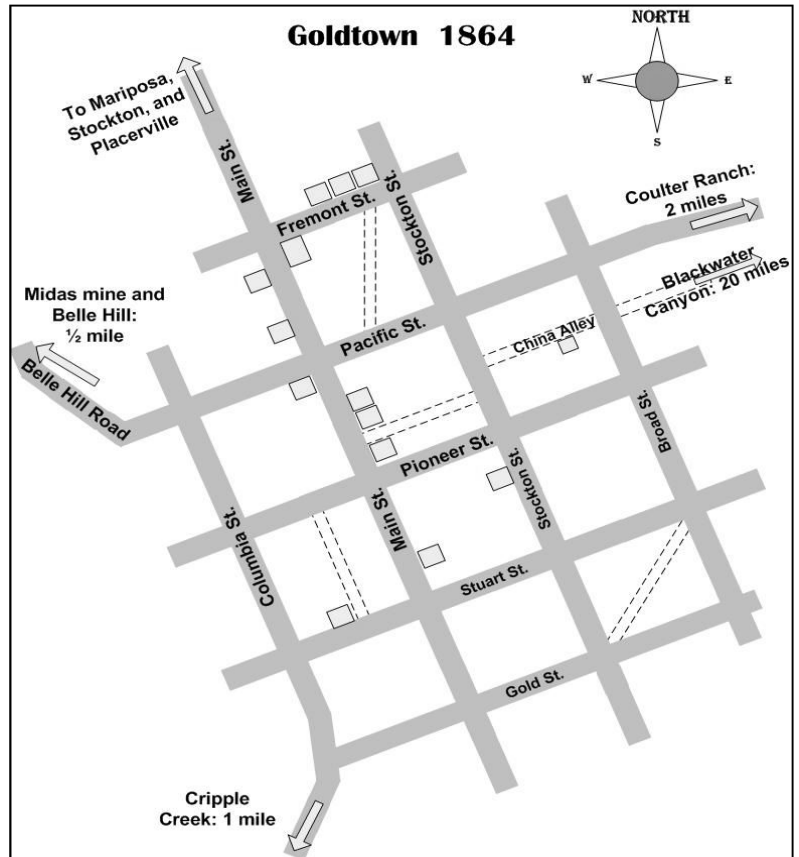 Goldtown 1864
NORTH
W
E
S
To Mariposa,
Stockton, and
Placerville
Main St.
Fremont St.
Stockton St.
Coulter Ranch:
2 miles
Blackwater
Canyon: 20 miles
Midas mine and
Belle Hill:
½ mile
Belle Hill Road
Pacific St.
China Alley
Pioneer St.
Broad St.
Stockton St.
Main St.
Columbia St.
Stuart St.
Gold St.
Cripple
Creek: 1 mile